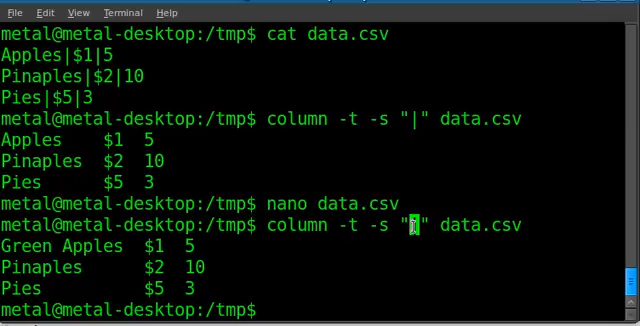 File Edit View Terminal Help
metal@metal-desktop:/tmp$ cat data.csv
Apples|$1|5
Pinaples|$2|10
Pies|$5|3
metal@metal-desktop:/tmp$ column -t -s "|" data.csv
Apples $1 5
Pinaples $2 10
Pies $5 3
metal@metal-desktop:/tmp$ nano data.csv
metal@metal-desktop:/tmp$ column -t -s "|" data.csv
Green Apples $1 5
Pinaples $2 10
Pies $5 3
metal@metal-desktop:/tmp$